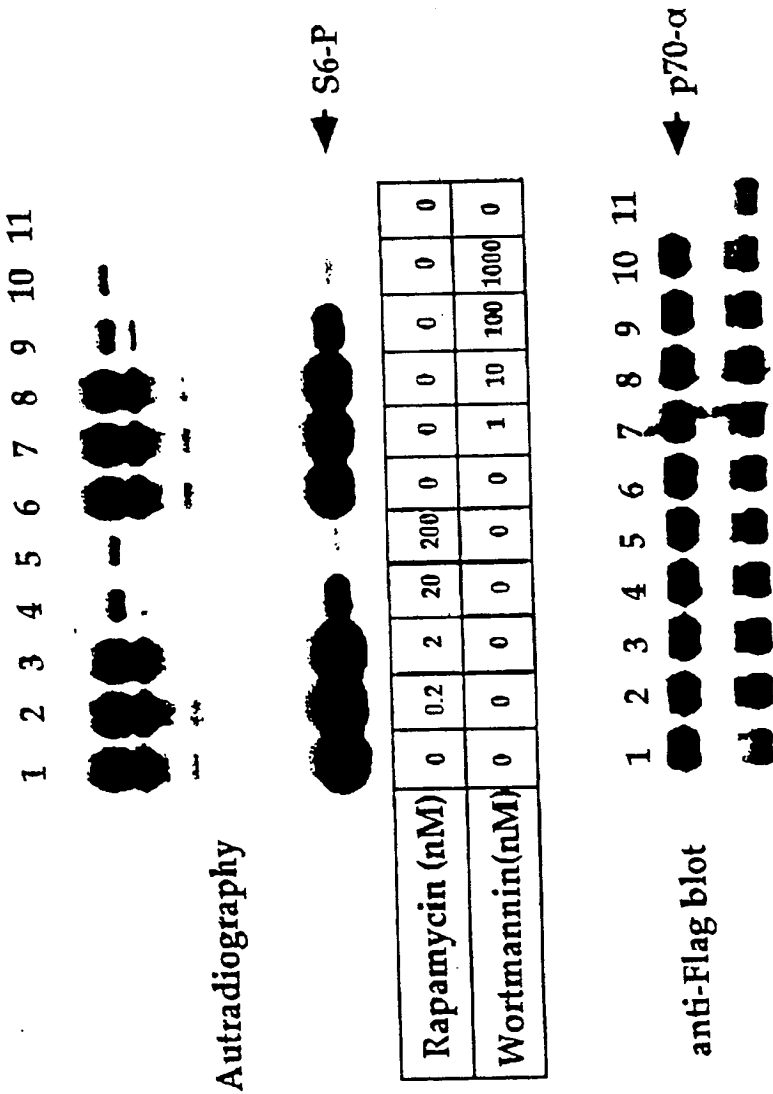 1 2 3 4 5 6 7 8 9 10 11
Autradiography
S6-P
Rapamycin (nM) 0 0.2 2 20 200 0 0 0 0 0 0
Wortmannin(nM) 0 0 0 0 0 0 1 10 100 1000 0
1 2 3 4 5 6 7 8 9 10 11
anti-Flag blot
p70-α